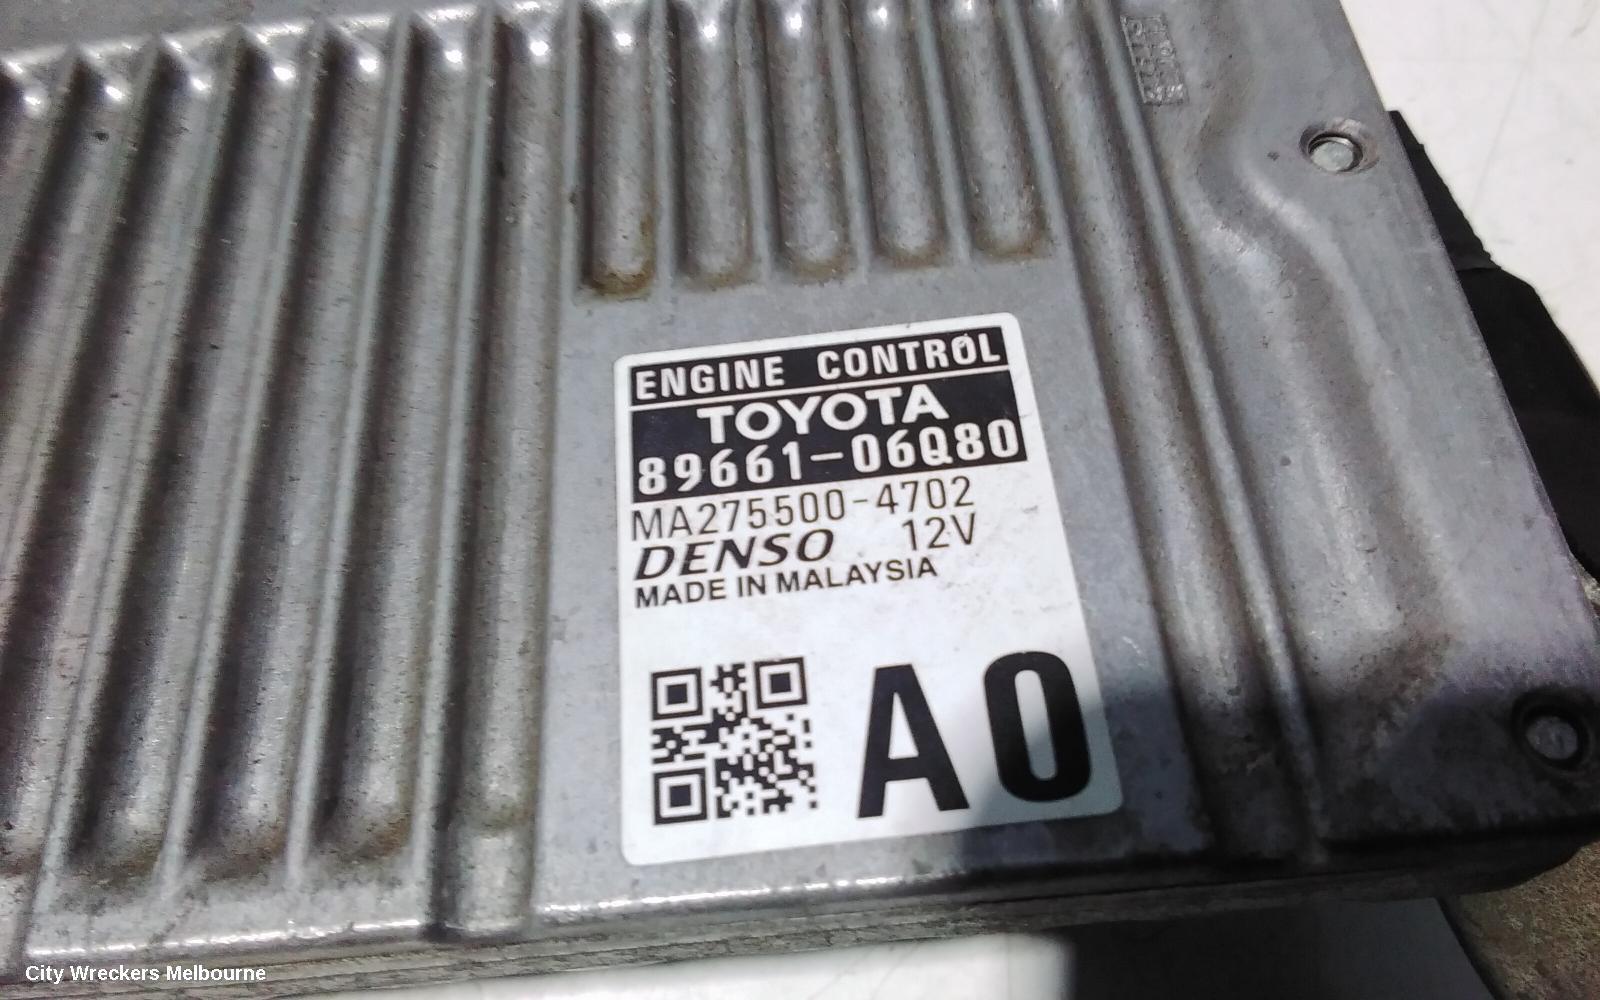 ENGINE CONTROL
TOYOTA
89661-06Q80
MA275500-4702
DENSO 12V
MADE IN MALAYSIA
A0
City Wreckers Melbourne